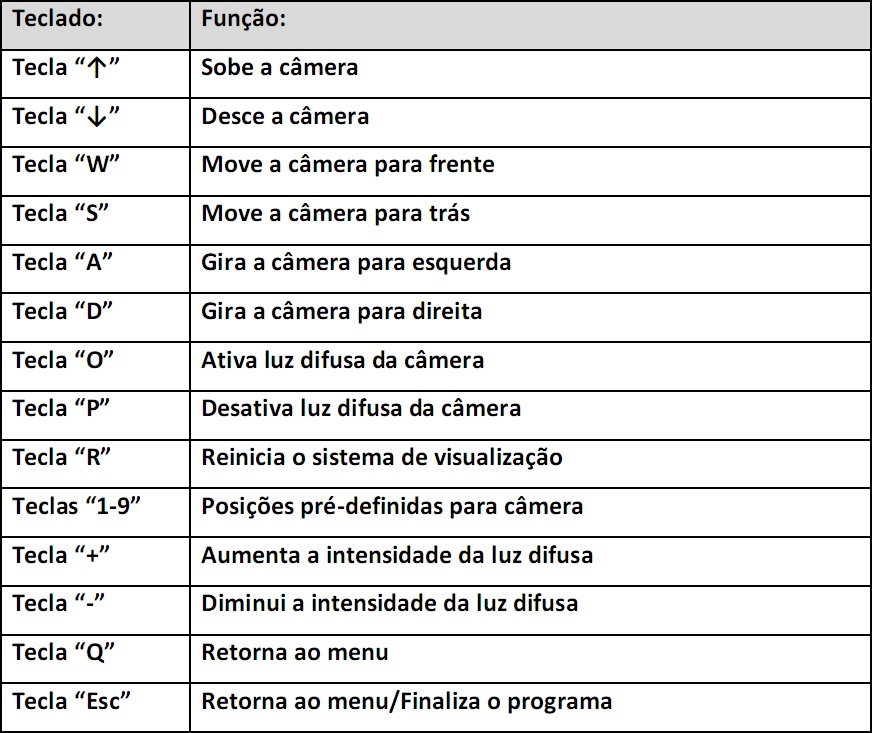 Teclado: Função:
Tecla “↑” Sobe a câmera
Tecla “↓” Desce a câmera
Tecla “W” Move a câmera para frente
Tecla “S” Move a câmera para trás
Tecla “A” Gira a câmera para esquerda
Tecla “D” Gira a câmera para direita
Tecla “O” Ativa luz difusa da câmera
Tecla “P” Desativa luz difusa da câmera
Tecla “R” Reinicia o sistema de visualização
Teclas “1-9” Posições pré-definidas para câmera
Tecla “+” Aumenta a intensidade da luz difusa
Tecla “-” Diminui a intensidade da luz difusa
Tecla “Q” Retorna ao menu
Tecla “Esc” Retorna ao menu/Finaliza o programa